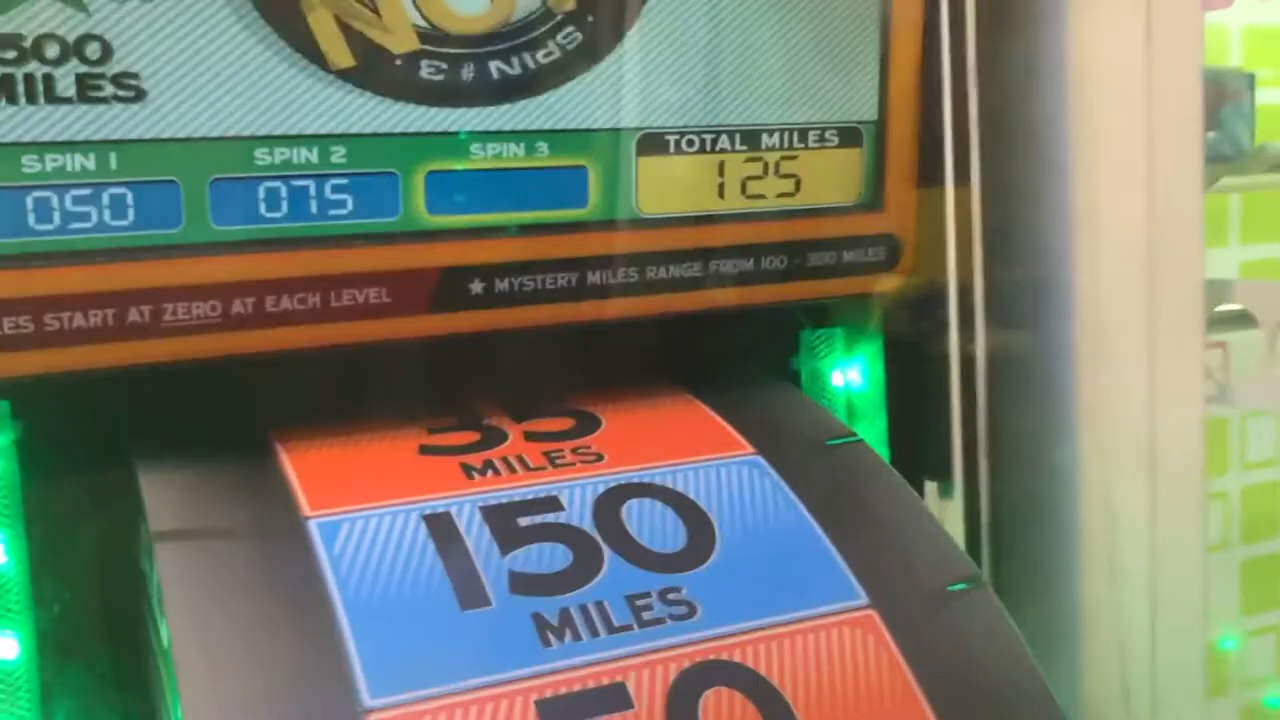 500
MILES
NO
SPIN # 3
SPIN 1
SPIN 2
SPIN 3
TOTAL MILES
050
075
125
START AT ZERO AT EACH LEVEL
★ MYSTERY MILES RANGE FROM 100 - 300 MILES
MILES
150
MILES